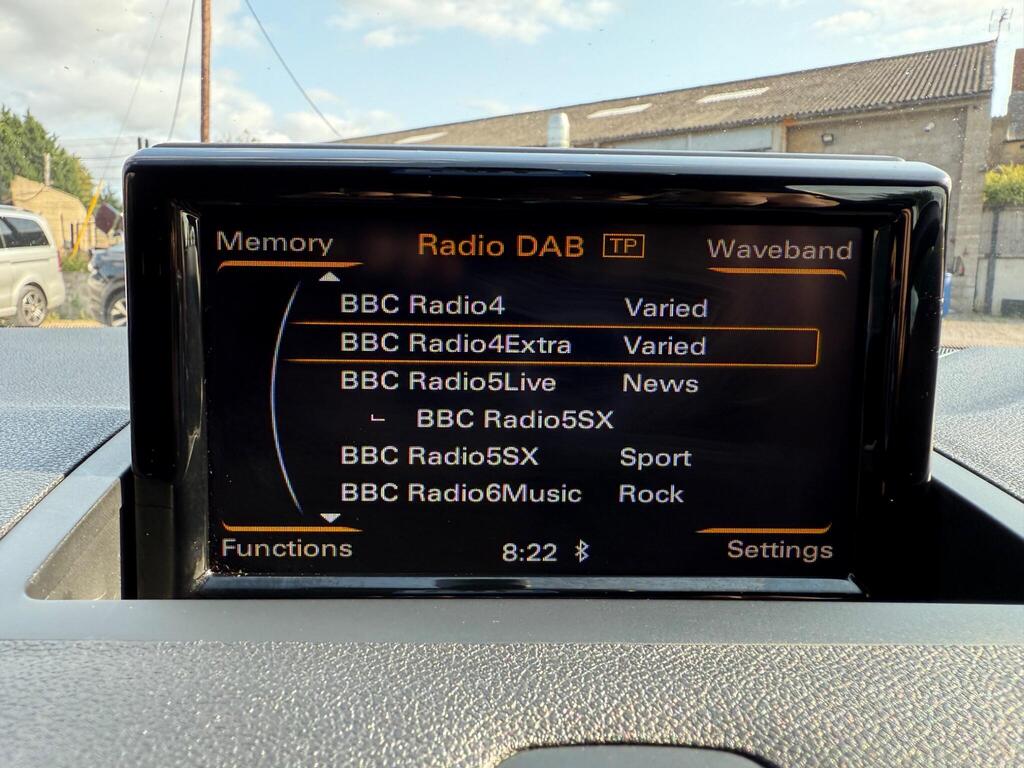 Memory Radio DAB TP Waveband
BBC Radio4 Varied
BBC Radio4Extra Varied
BBC Radio5Live News
BBC Radio5SX
BBC Radio5SX Sport
BBC Radio6Music Rock
Functions 8:22 Settings